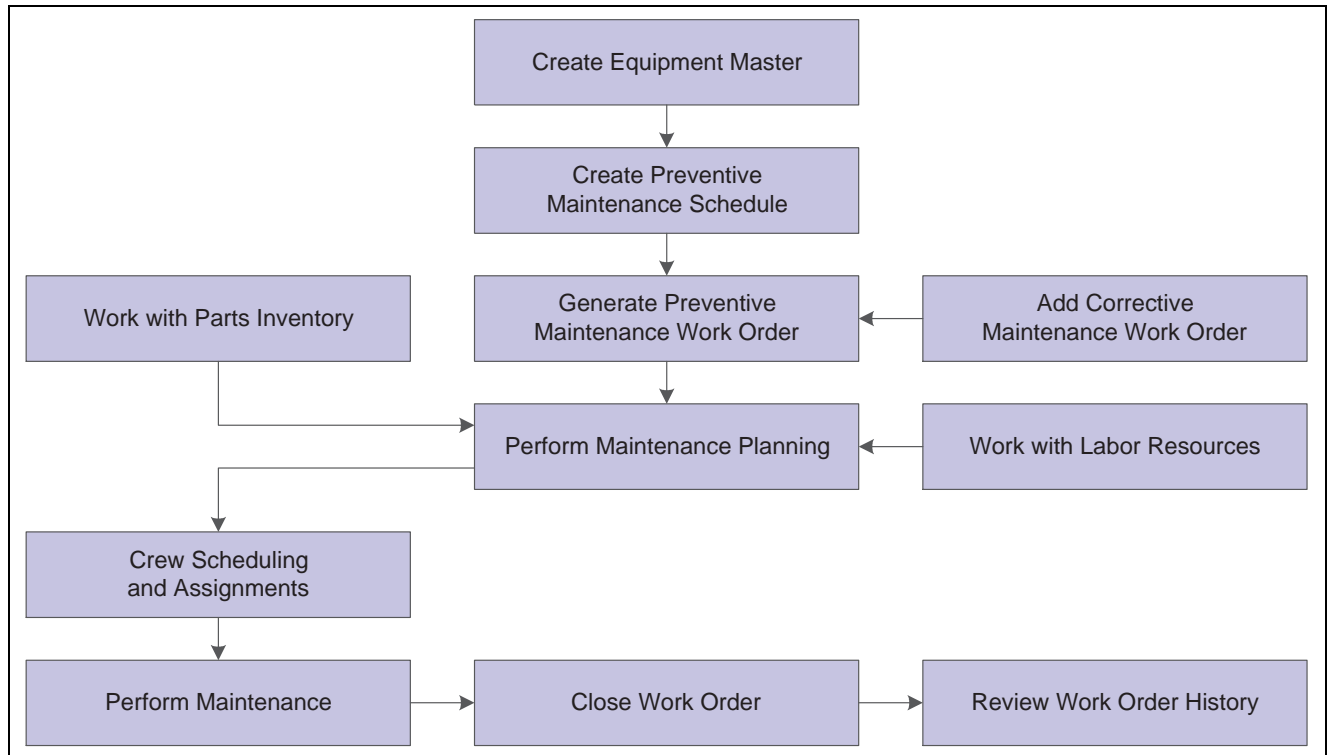 Create Equipment Master
Create Preventive
Maintenance Schedule
Work with Parts Inventory
Generate Preventive
Maintenance Work Order
Add Corrective
Maintenance Work Order
Perform Maintenance Planning
Work with Labor Resources
Crew Scheduling
and Assignments
Perform Maintenance
Close Work Order
Review Work Order History